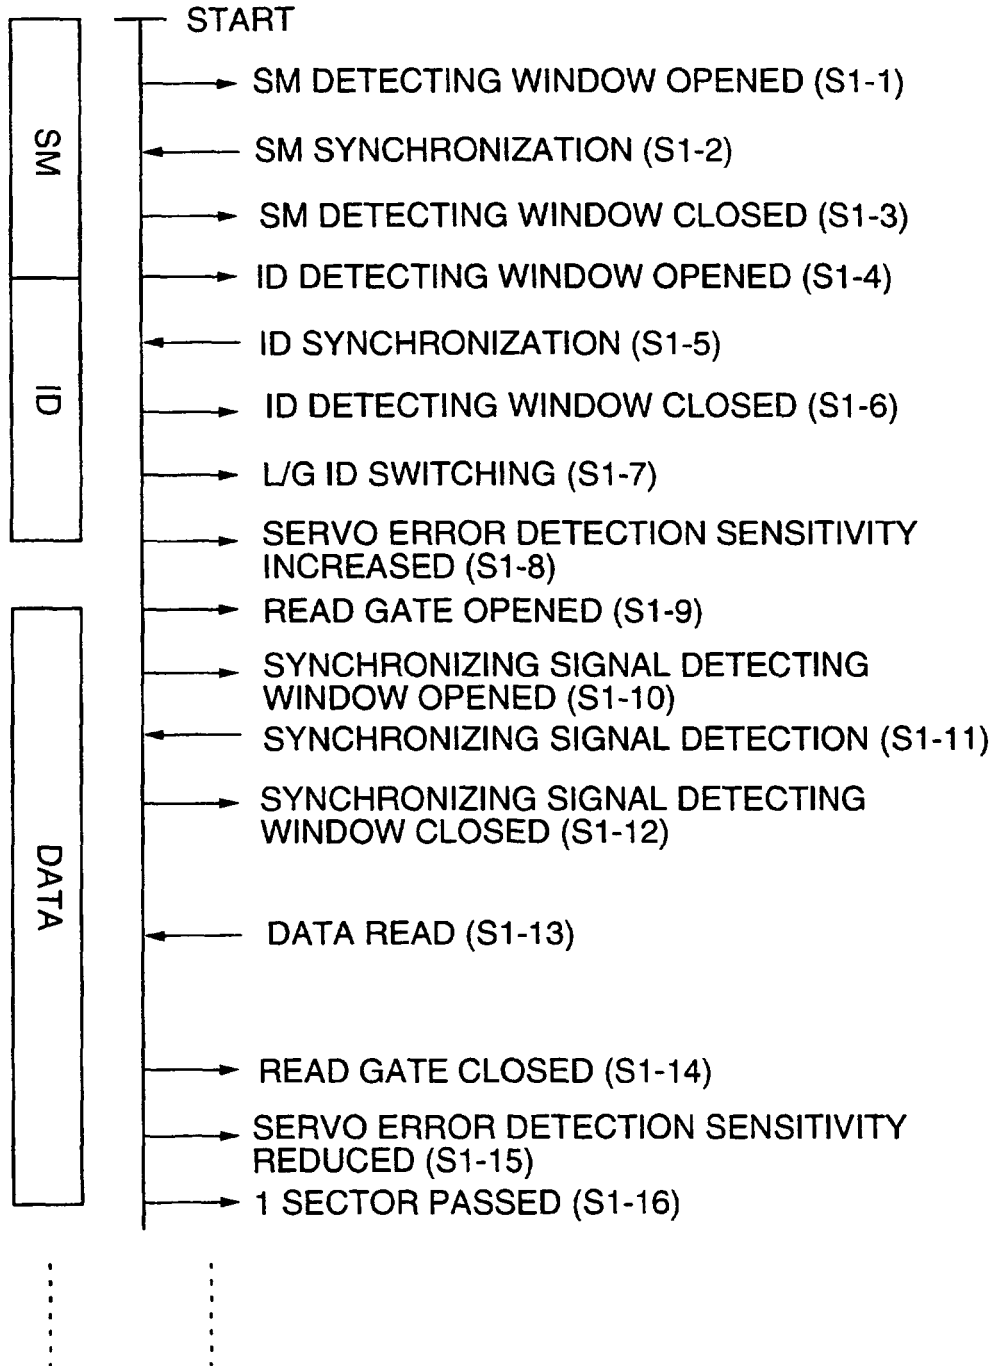 START
SM DETECTING WINDOW OPENED (S1-1)
SM SYNCHRONIZATION (S1-2)
SM DETECTING WINDOW CLOSED (S1-3)
SM
ID DETECTING WINDOW OPENED (S1-4)
ID SYNCHRONIZATION (S1-5)
ID DETECTING WINDOW CLOSED (S1-6)
ID
L/G ID SWITCHING (S1-7)
SERVO ERROR DETECTION SENSITIVITY
INCREASED (S1-8)
READ GATE OPENED (S1-9)
SYNCHRONIZING SIGNAL DETECTING
WINDOW OPENED (S1-10)
SYNCHRONIZING SIGNAL DETECTION (S1-11)
SYNCHRONIZING SIGNAL DETECTING
WINDOW CLOSED (S1-12)
DATA
DATA READ (S1-13)
READ GATE CLOSED (S1-14)
SERVO ERROR DETECTION SENSITIVITY
REDUCED (S1-15)
1 SECTOR PASSED (S1-16)